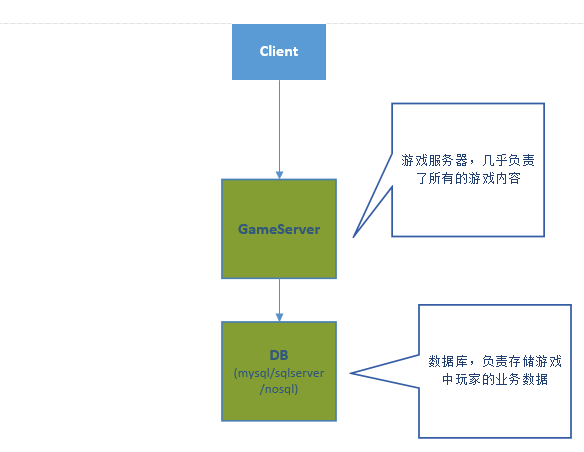 Client
游戏服务器，几乎负责
了所有的游戏内容
GameServer
DB
(mysql/sqlserver
/nosql)
数据库，负责存储游戏
中玩家的业务数据